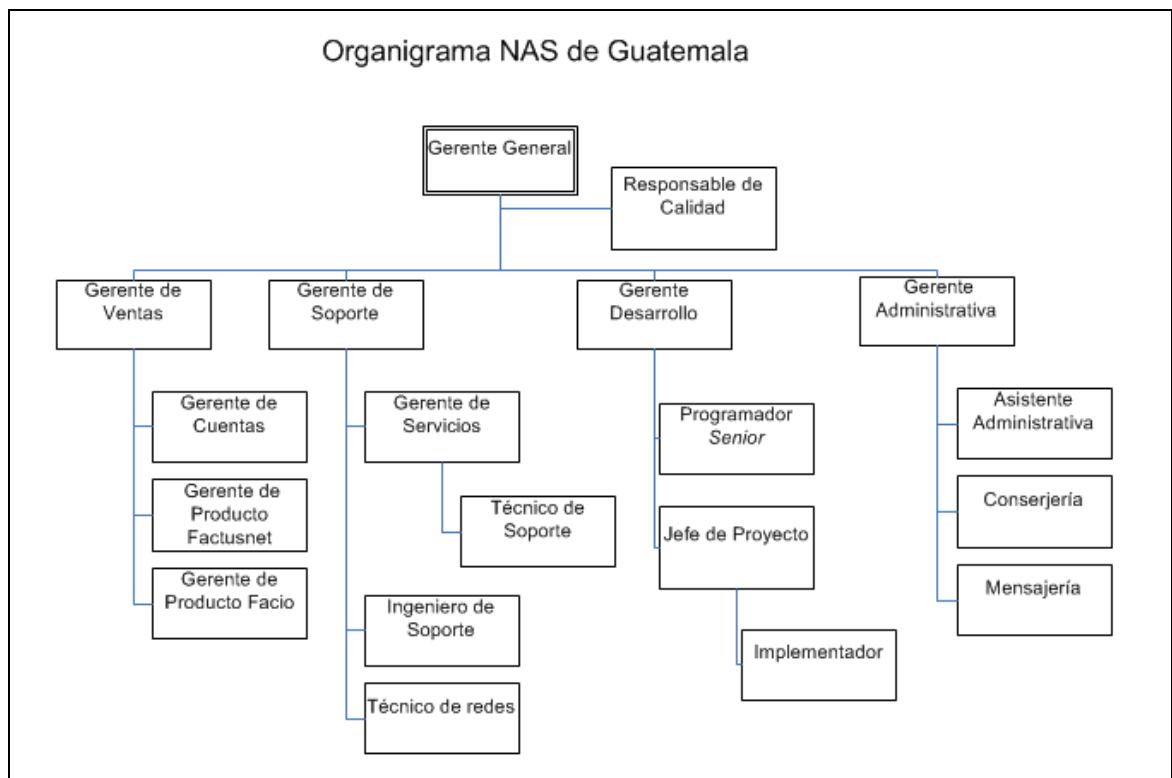 Organigrama NAS de Guatemala
Gerente General
Responsable de
Calidad
Gerente de
Ventas
Gerente de
Soporte
Gerente
Desarrollo
Gerente
Administrativa
Gerente de
Cuentas
Gerente de
Producto
Factusnet
Gerente de
Producto Facio
Gerente de
Servicios
Técnico de
Soporte
Ingeniero de
Soporte
Técnico de redes
Programador
Senior
Jefe de Proyecto
Implementador
Asistente
Administrativa
Conserjería
Mensajería